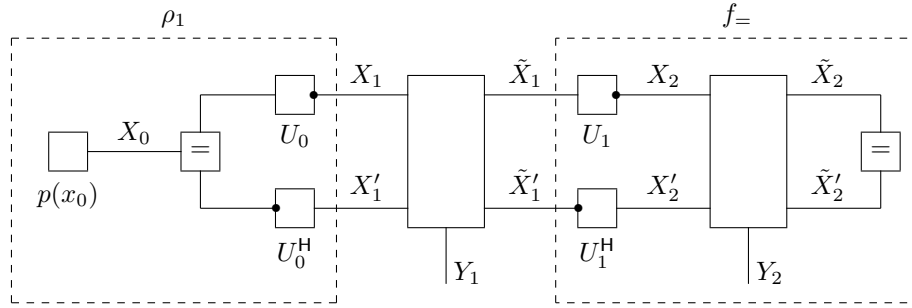 ρ₁ f₌
X₁ X̃₁ X₂ X̃₂
X₀ U₀ U₁
= =
p(x₀) X₁′ X̃₁′ X₂′ X̃₂′
U₀ᴴ U₁ᴴ
Y₁ Y₂